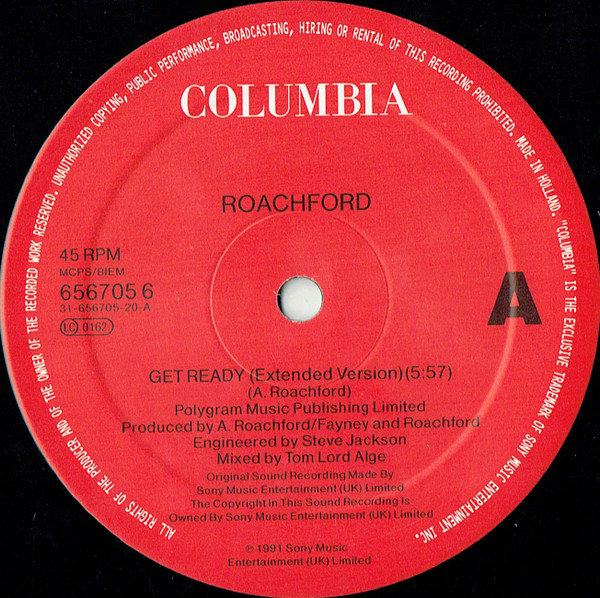 ALL RIGHTS OF THE PRODUCER AND OF THE OWNER OF THE RECORDED WORK RESERVED. UNAUTHORIZED COPYING, PUBLIC PERFORMANCE, BROADCASTING, HIRING OR RENTAL OF THIS RECORDING PROHIBITED. MADE IN HOLLAND. "COLUMBIA" IS THE EXCLUSIVE TRADEMARK OF SONY MUSIC ENTERTAINMENT INC.
COLUMBIA
ROACHFORD
45 RPM
MCPS/BIEM
656705 6
31-656705-20-A
LC 0162
A
GET READY (Extended Version) (5:57)
(A. Roachford)
Polygram Music Publishing Limited
Produced by A. Roachford/Fayney and Roachford
Engineered by Steve Jackson
Mixed by Tom Lord Alge
Original Sound Recording Made By
Sony Music Entertainment (UK) Limited
The Copyright In This Sound Recording Is
Owned By Sony Music Entertainment (UK) Limited
℗ 1991 Sony Music
Entertainment (UK) Limited